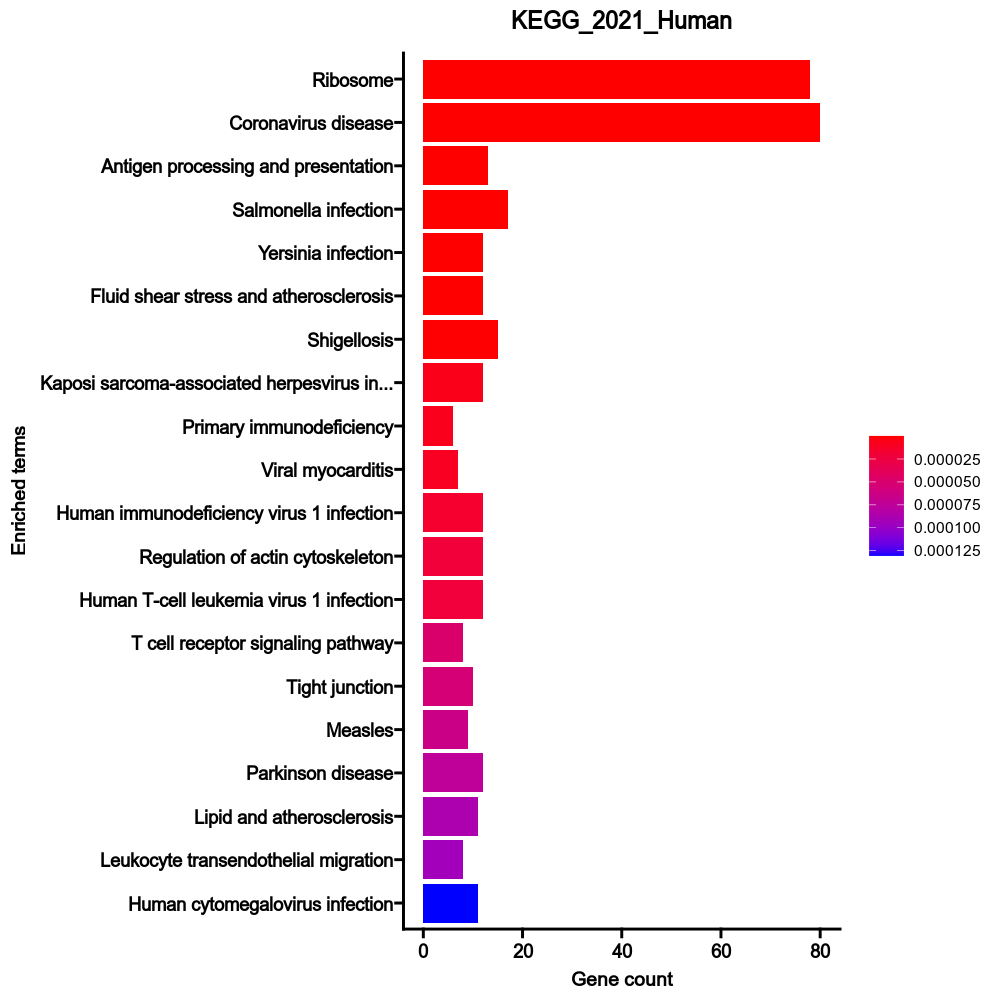 KEGG_2021_Human
Ribosome
Coronavirus disease
Antigen processing and presentation
Salmonella infection
Yersinia infection
Fluid shear stress and atherosclerosis
Shigellosis
Kaposi sarcoma-associated herpesvirus in...
Primary immunodeficiency
Viral myocarditis
Human immunodeficiency virus 1 infection
Regulation of actin cytoskeleton
Human T-cell leukemia virus 1 infection
T cell receptor signaling pathway
Tight junction
Measles
Parkinson disease
Lipid and atherosclerosis
Leukocyte transendothelial migration
Human cytomegalovirus infection
Enriched terms
0 20 40 60 80
Gene count
0.000025
0.000050
0.000075
0.000100
0.000125